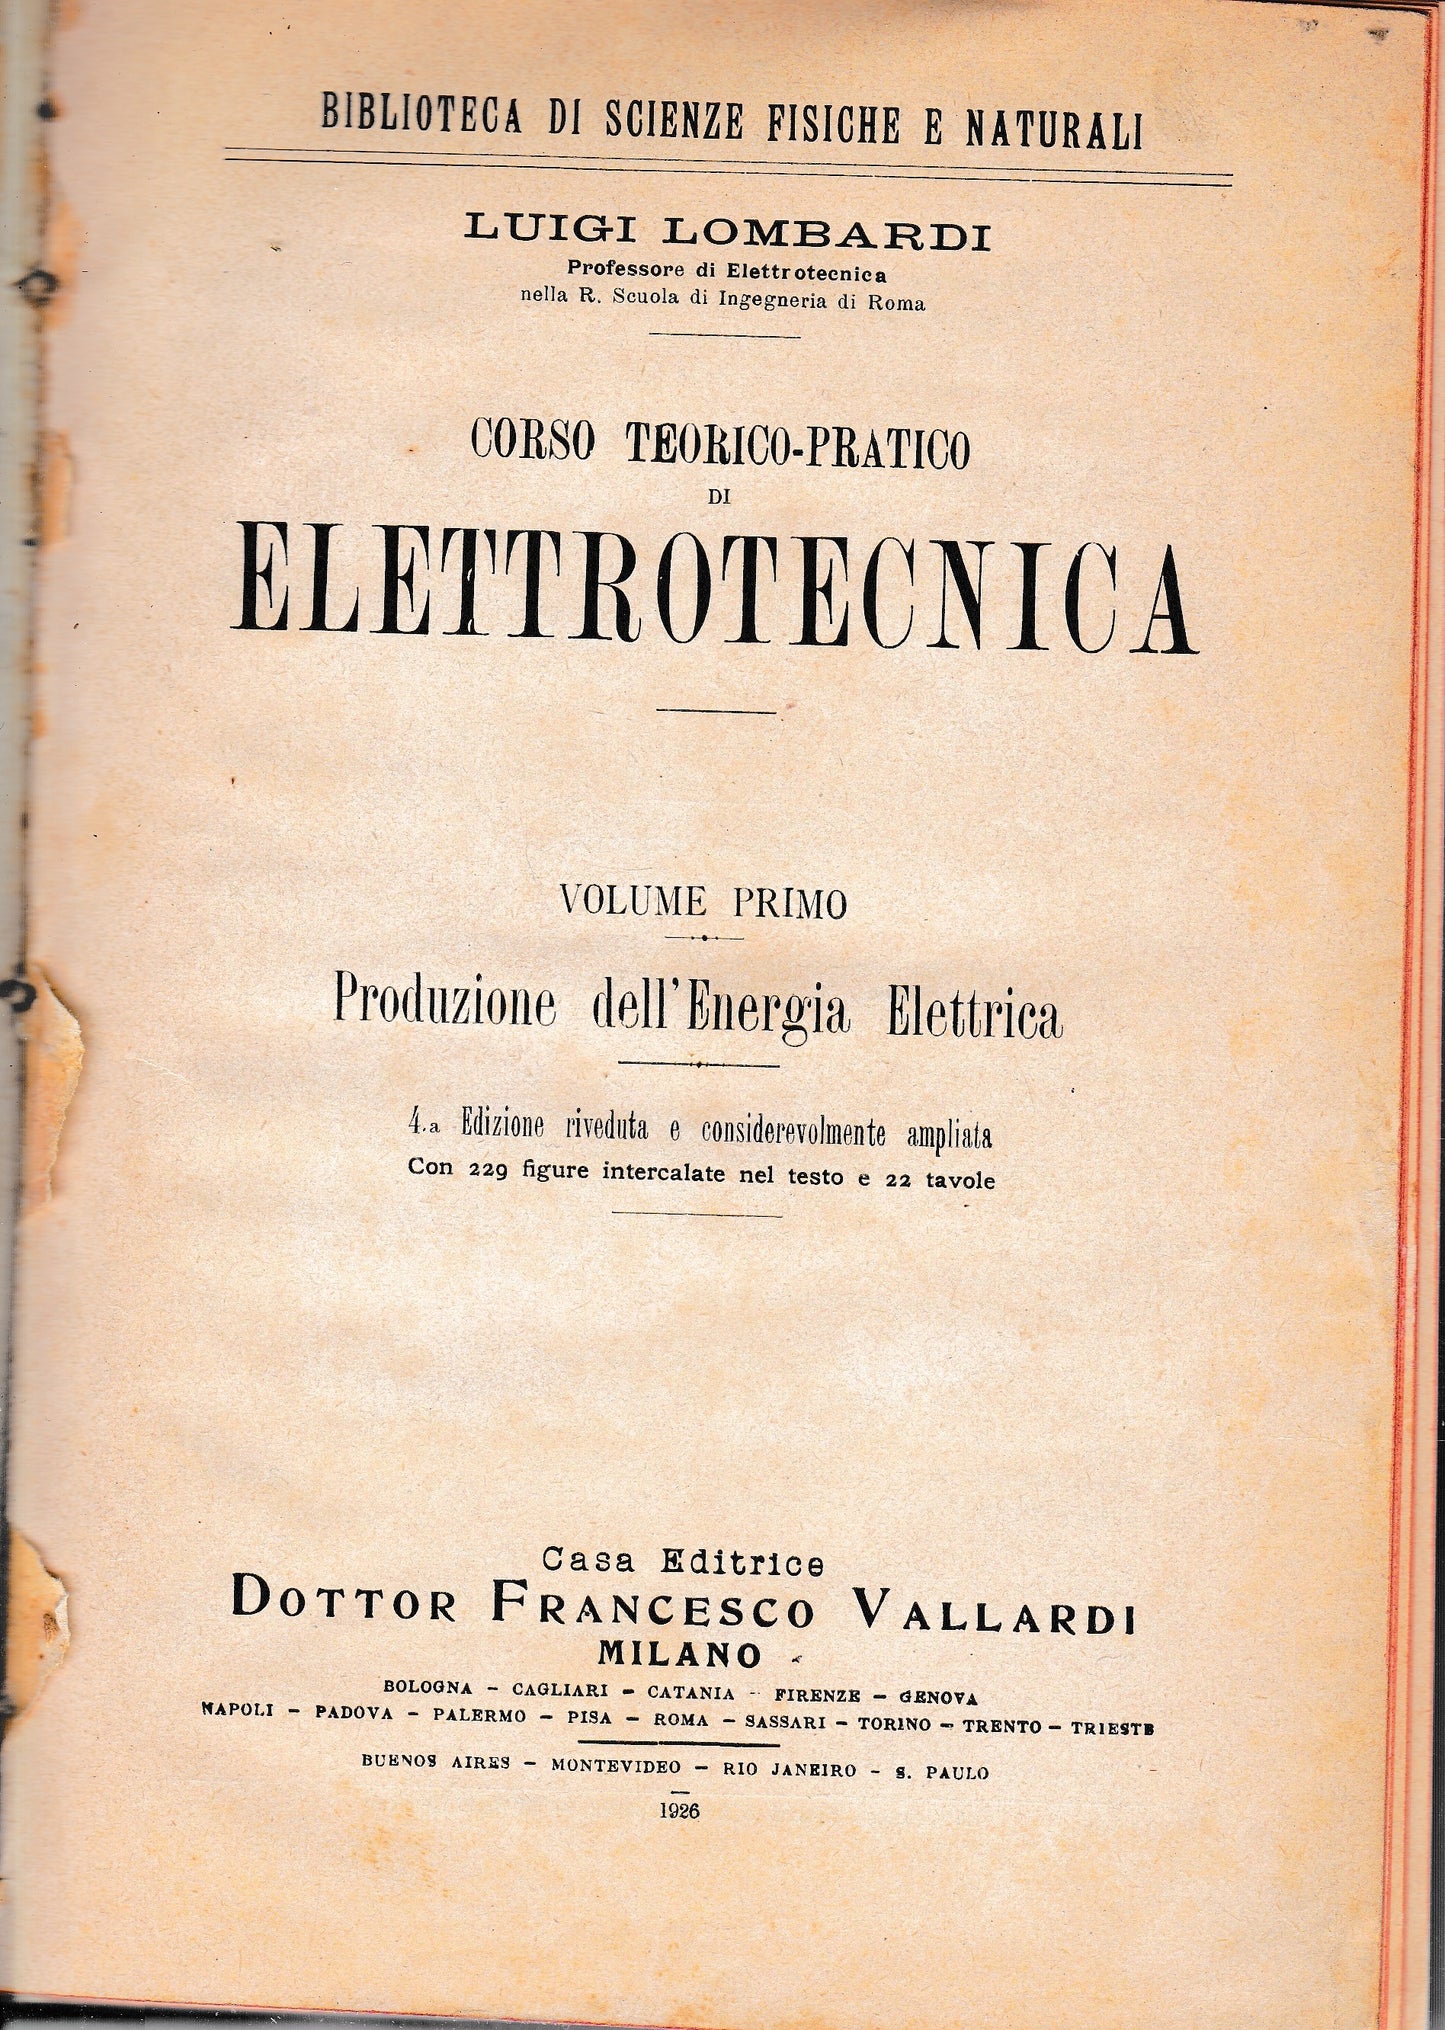 BIBLIOTECA DI SCIENZE FISICHE E NATURALI
LUIGI LOMBARDI
Professore di Elettrotecnica
nella R. Scuola di Ingegneria di Roma
CORSO TEORICO-PRATICO
DI
ELETTROTECNICA
VOLUME PRIMO
Produzione dell'Energia Elettrica
4.a Edizione riveduta e considerevolmente ampliata
Con 229 figure intercalate nel testo e 22 tavole
Casa Editrice
DOTTOR FRANCESCO VALLARDI
MILANO
BOLOGNA - CAGLIARI - CATANIA - FIRENZE - GENOVA
NAPOLI - PADOVA - PALERMO - PISA - ROMA - SASSARI - TORINO - TRENTO - TRIESTE
BUENOS AIRES - MONTEVIDEO - RIO JANEIRO - S. PAULO
1926